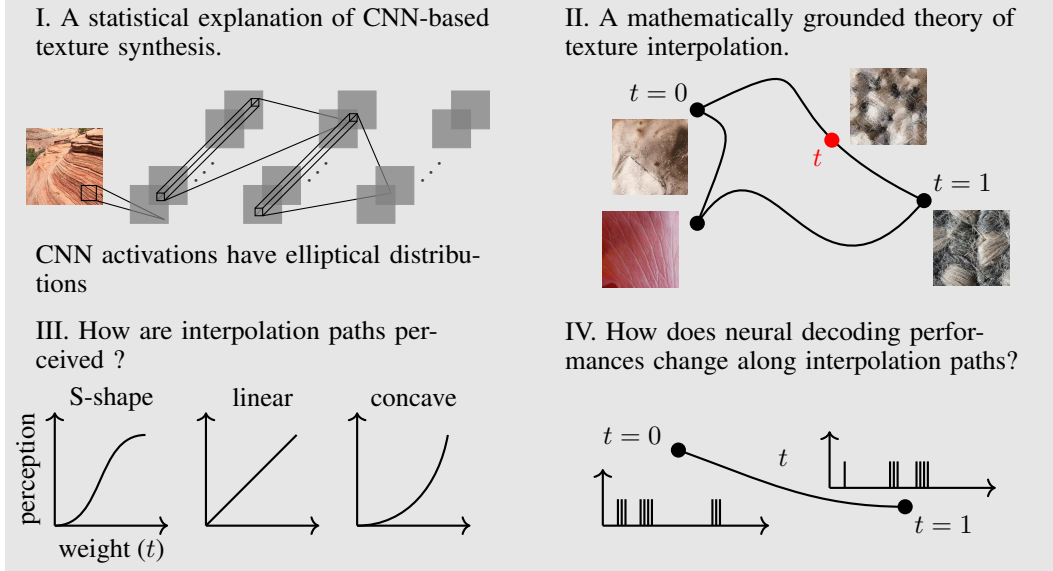 I. A statistical explanation of CNN-based
texture synthesis.
CNN activations have elliptical distribu-
tions
II. A mathematically grounded theory of
texture interpolation.
t = 0
t
t = 1
III. How are interpolation paths per-
ceived ?
S-shape
linear
concave
perception
weight (t)
IV. How does neural decoding perfor-
mances change along interpolation paths?
t = 0
t
t = 1